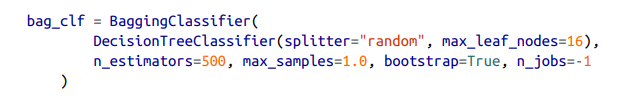 bag_clf = BaggingClassifier(
        DecisionTreeClassifier(splitter="random", max_leaf_nodes=16),
        n_estimators=500, max_samples=1.0, bootstrap=True, n_jobs=-1
    )